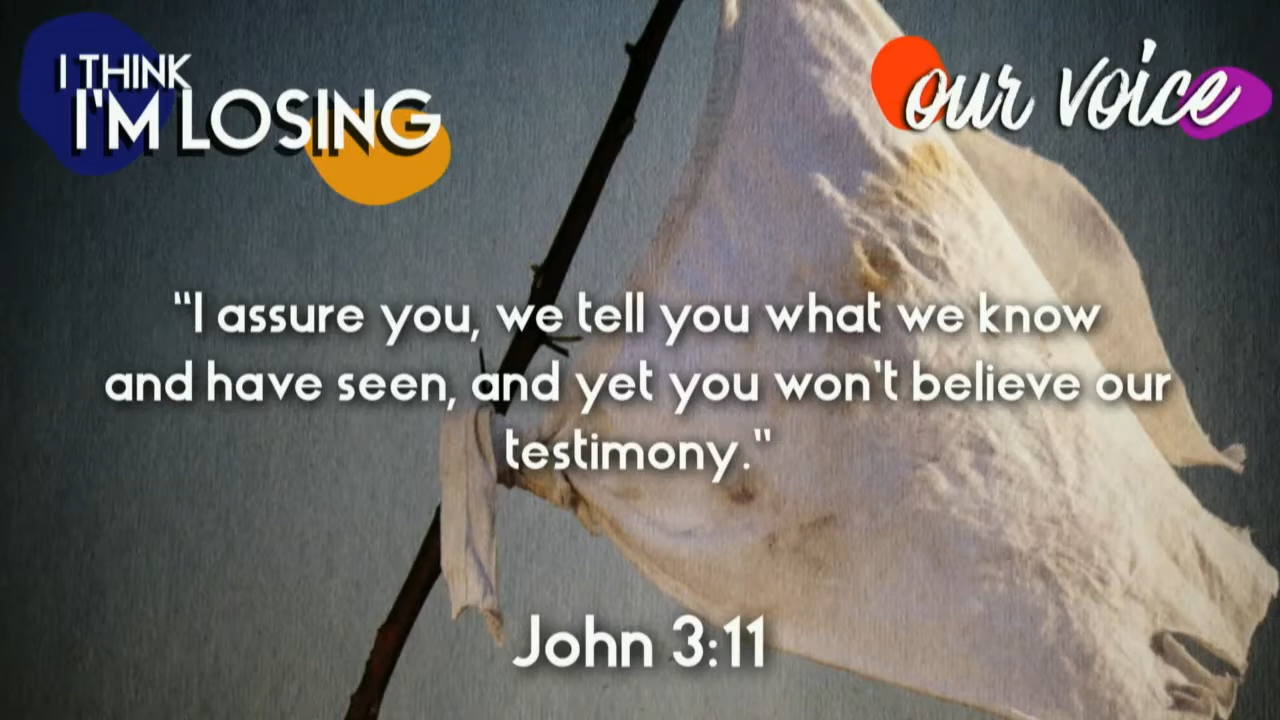 I THINK
I'M LOSING
our voice
"I assure you, we tell you what we know
and have seen, and yet you won't believe our
testimony."
John 3:11